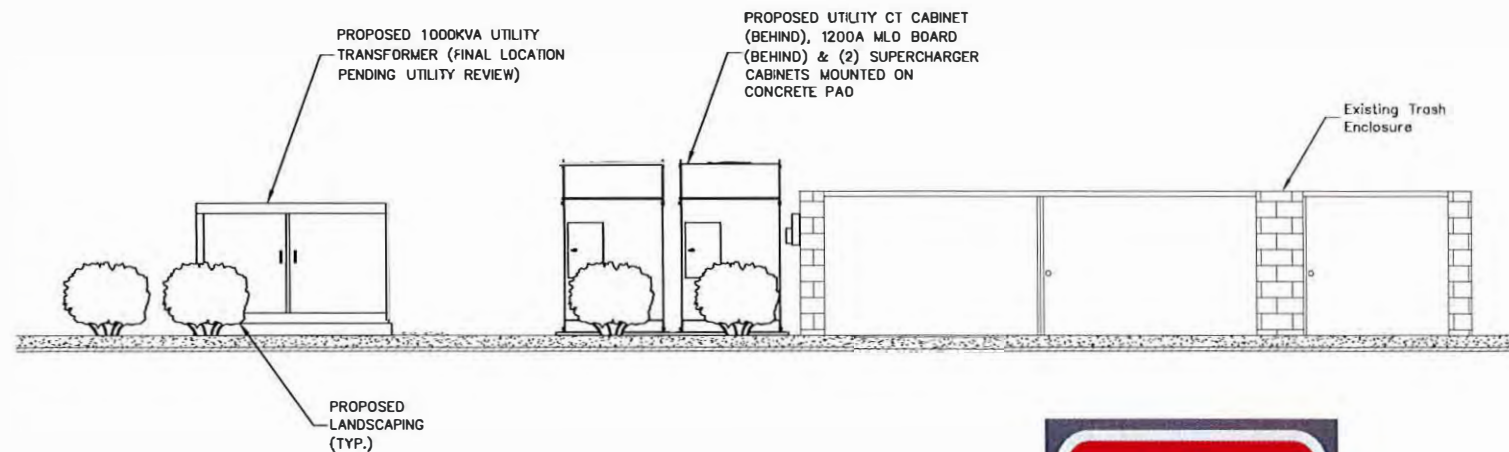 PROPOSED 1000KVA UTILITY
TRANSFORMER (FINAL LOCATION
PENDING UTILITY REVIEW)
PROPOSED UTILITY CT CABINET
(BEHIND), 1200A MLO BOARD
(BEHIND) & (2) SUPERCHARGER
CABINETS MOUNTED ON
CONCRETE PAD
Existing Trash
Enclosure
PROPOSED
LANDSCAPING
(TYP.)